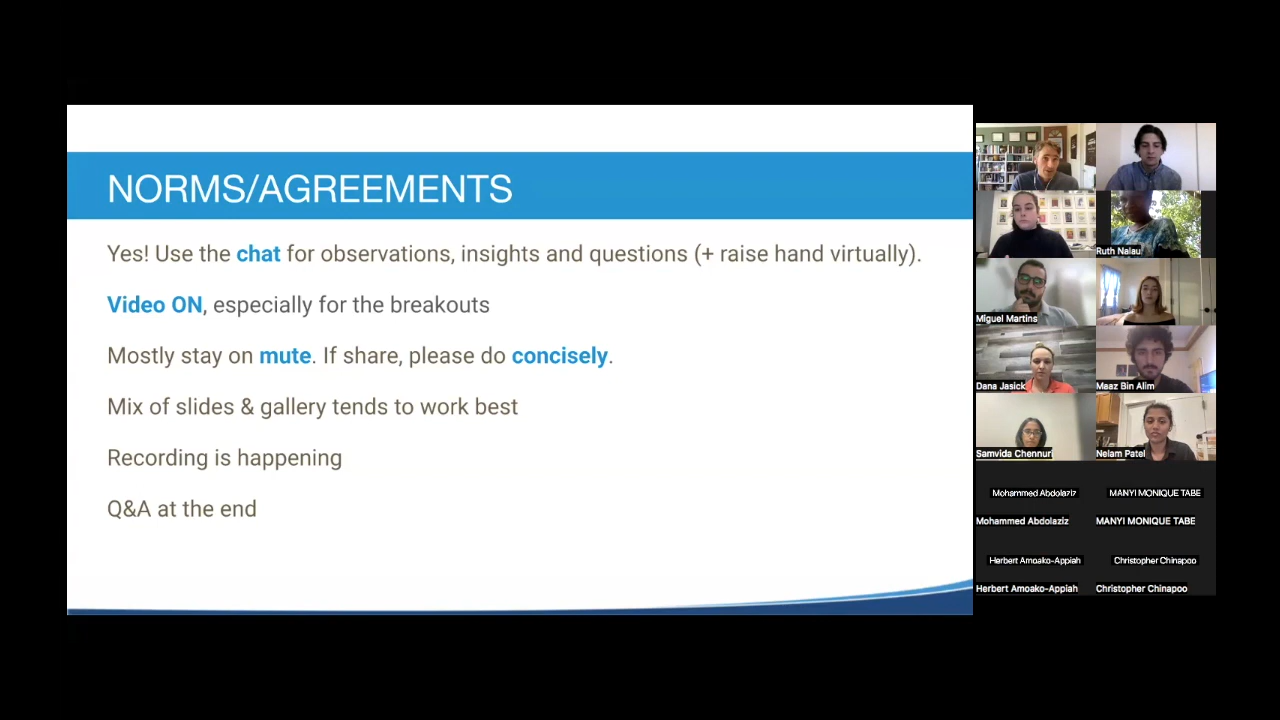 NORMS/AGREEMENTS
Yes! Use the chat for observations, insights and questions (+ raise hand virtually).
Video ON, especially for the breakouts
Mostly stay on mute. If share, please do concisely.
Mix of slides & gallery tends to work best
Recording is happening
Q&A at the end
Ruth Nalau
Miguel Martins
Dana Jasick
Maaz Bin Alim
Samvida Chennuri
Nelam Patel
Mohammed Abdolaziz
MANYI MONIQUE TABE
Mohammed Abdolaziz
MANYI MONIQUE TABE
Herbert Amoako-Appiah
Christopher Chinapoo
Herbert Amoako-Appiah
Christopher Chinapoo